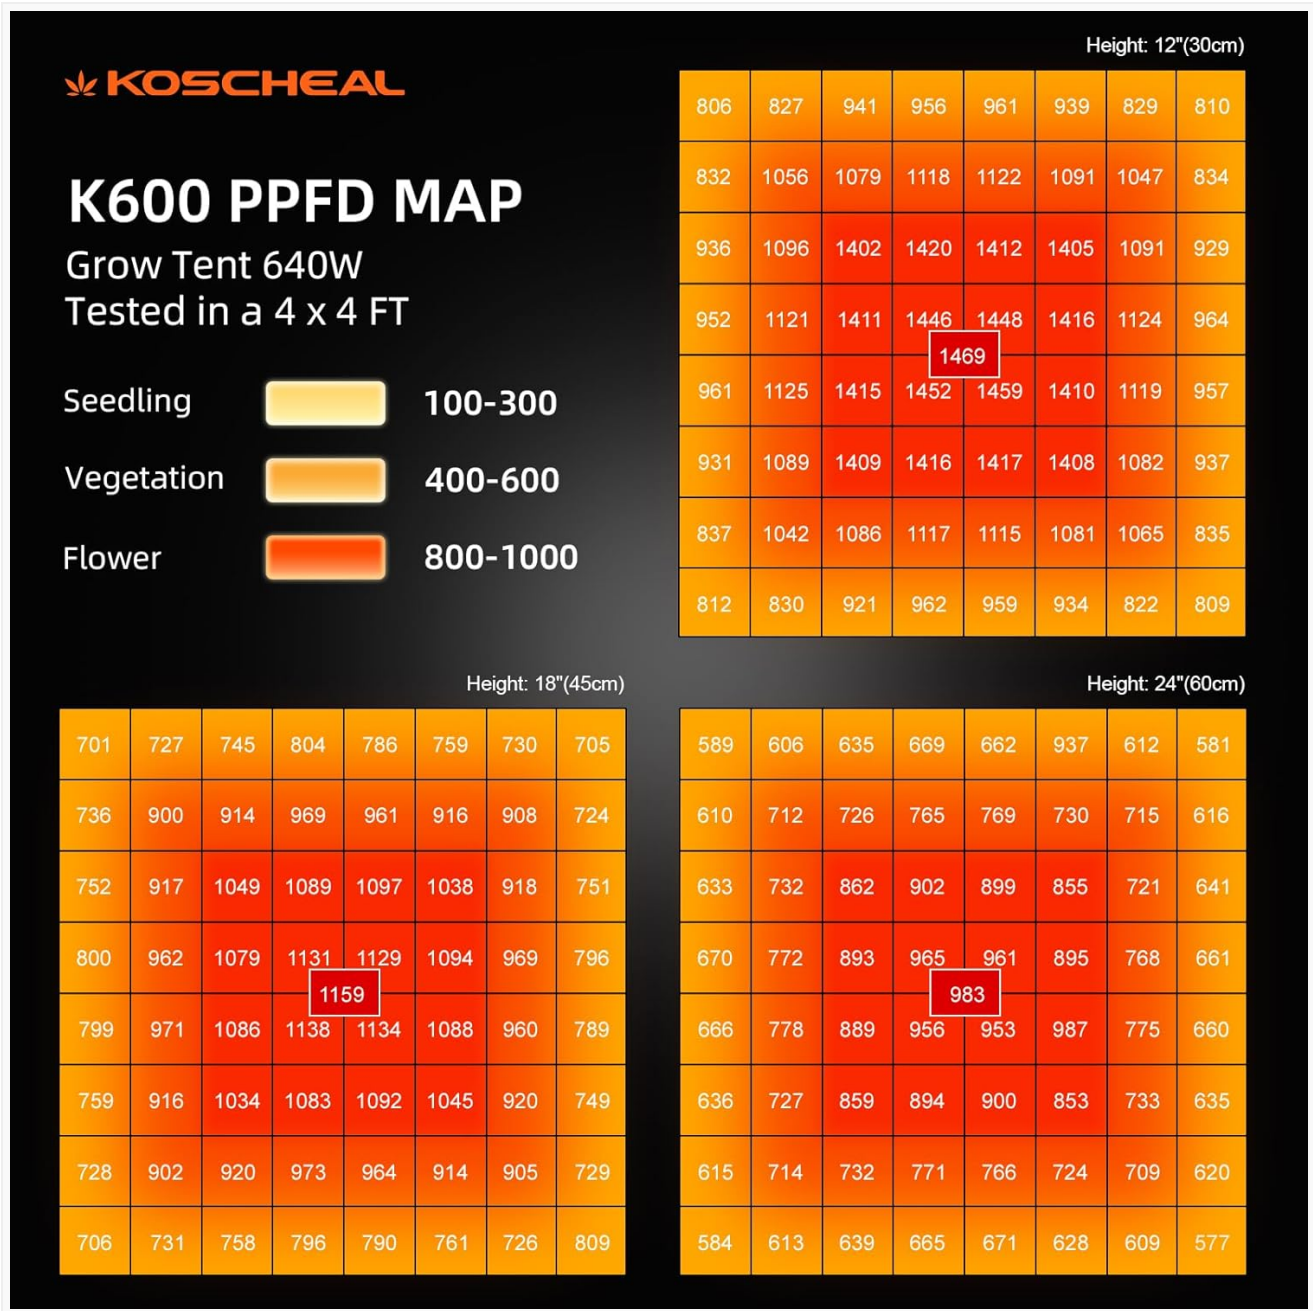 Height: 12"(30cm)
KOSCHEAL
K600 PPFD MAP
Grow Tent 640W
Tested in a 4 x 4 FT
Seedling 100-300
Vegetation 400-600
Flower 800-1000
806 827 941 956 961 939 829 810
832 1056 1079 1118 1122 1091 1047 834
936 1096 1402 1420 1412 1405 1091 929
952 1121 1411 1446 1448 1416 1124 964
1469
961 1125 1415 1452 1459 1410 1119 957
931 1089 1409 1416 1417 1408 1082 937
837 1042 1086 1117 1115 1081 1065 835
812 830 921 962 959 934 822 809
Height: 18"(45cm)
701 727 745 804 786 759 730 705
736 900 914 969 961 916 908 724
752 917 1049 1089 1097 1038 918 751
800 962 1079 1131 1129 1094 969 796
1159
799 971 1086 1138 1134 1088 960 789
759 916 1034 1083 1092 1045 920 749
728 902 920 973 964 914 905 729
706 731 758 796 790 761 726 809
Height: 24"(60cm)
589 606 635 669 662 937 612 581
610 712 726 765 769 730 715 616
633 732 862 902 899 855 721 641
670 772 893 965 961 895 768 661
983
666 778 889 956 953 987 775 660
636 727 859 894 900 853 733 635
615 714 732 771 766 724 709 620
584 613 639 665 671 628 609 577